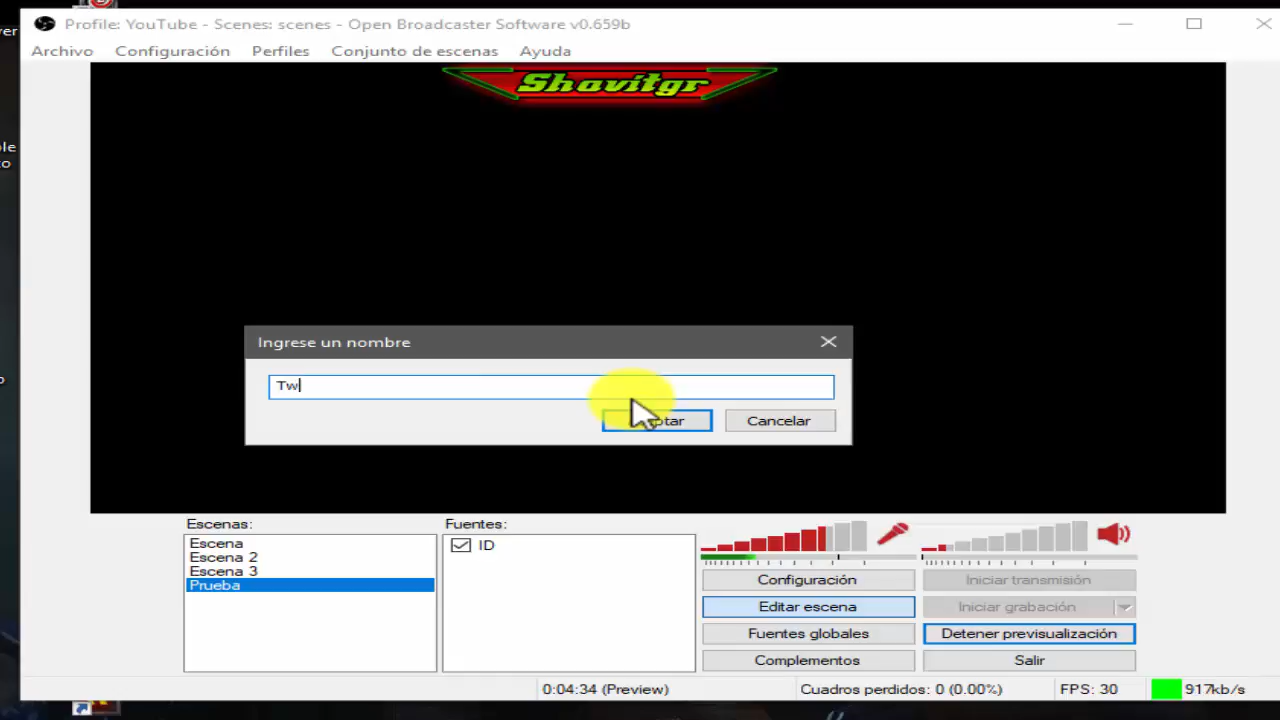 Profile: YouTube - Scenes: scenes - Open Broadcaster Software v0.659b
Archivo Configuración Perfiles Conjunto de escenas Ayuda
Shavitgr
Ingrese un nombre
Tw
Cancelar
Escenas:
Escena
Escena 2
Escena 3
Prueba
Fuentes:
ID
Configuración
Iniciar transmisión
Editar escena
Iniciar grabación
Fuentes globales
Detener previsualización
Complementos
Salir
0:04:34 (Preview)
Cuadros perdidos: 0 (0.00%)
FPS: 30
917kb/s